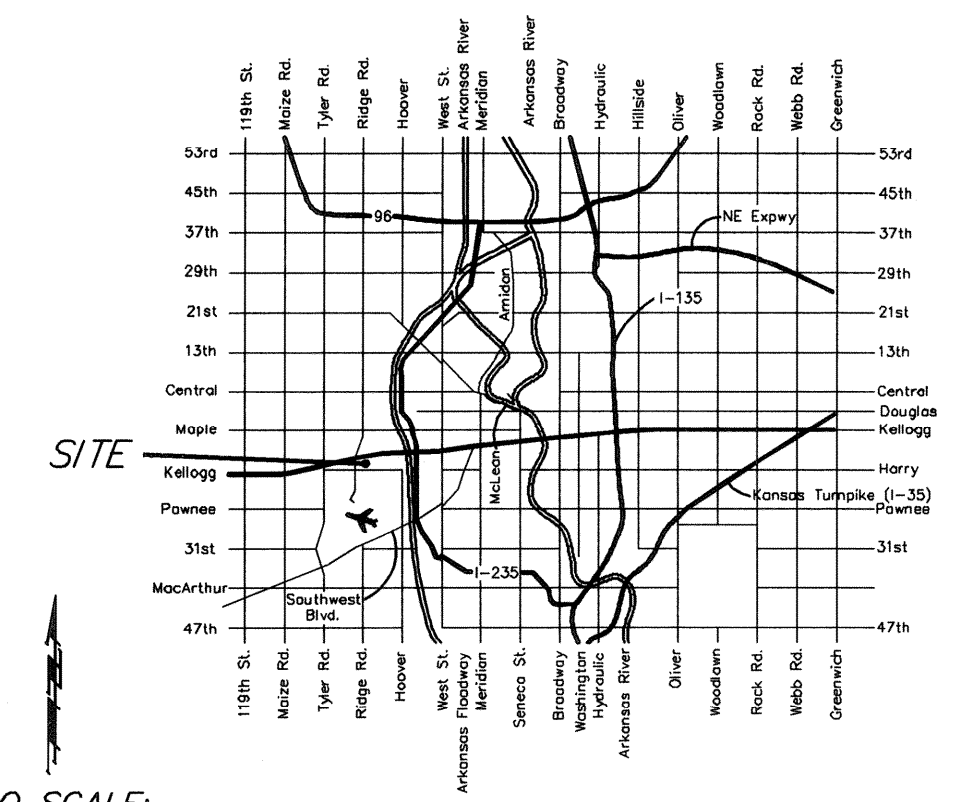 119th St.
Maize Rd.
Tyler Rd.
Ridge Rd.
Hoover
West St.
Arkansas River
Meridian
Arkansas River
Broadway
Hydraulic
Hillside
Oliver
Woodlawn
Rack Rd.
Webb Rd.
Greenwich
53rd
53rd
45th
45th
96
NE Expwy
37th
37th
29th
29th
Amidon
I-135
21st
21st
13th
13th
Central
Central
Douglas
Maple
Kellogg
SITE
McLean
Kellogg
Harry
Kansas Turnpike (I-35)
Pawnee
Pawnee
31st
31st
I-235
MacArthur
MacArthur
Southwest
Blvd.
47th
47th
119th St.
Maize Rd.
Tyler Rd.
Ridge Rd.
Hoover
West St.
Arkansas Floodway
Meridian
Seneca St.
Broadway
Washington
Hydraulic
Arkansas River
Oliver
Woodlawn
Rack Rd.
Webb Rd.
Greenwich
O SCALE: